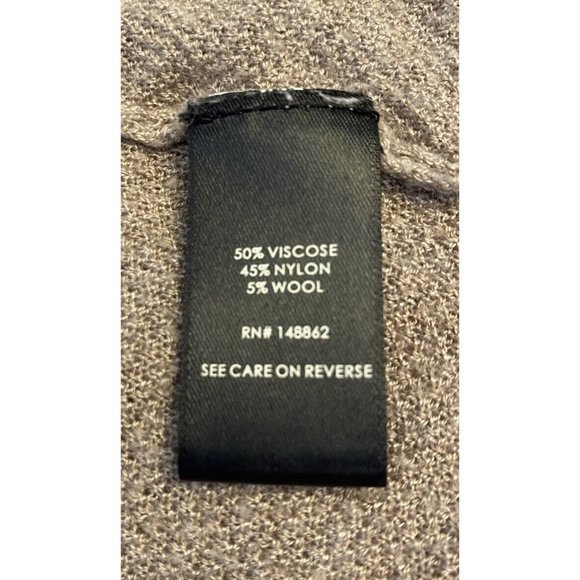 50% VISCOSE
45% NYLON
5% WOOL
RN# 148862
SEE CARE ON REVERSE